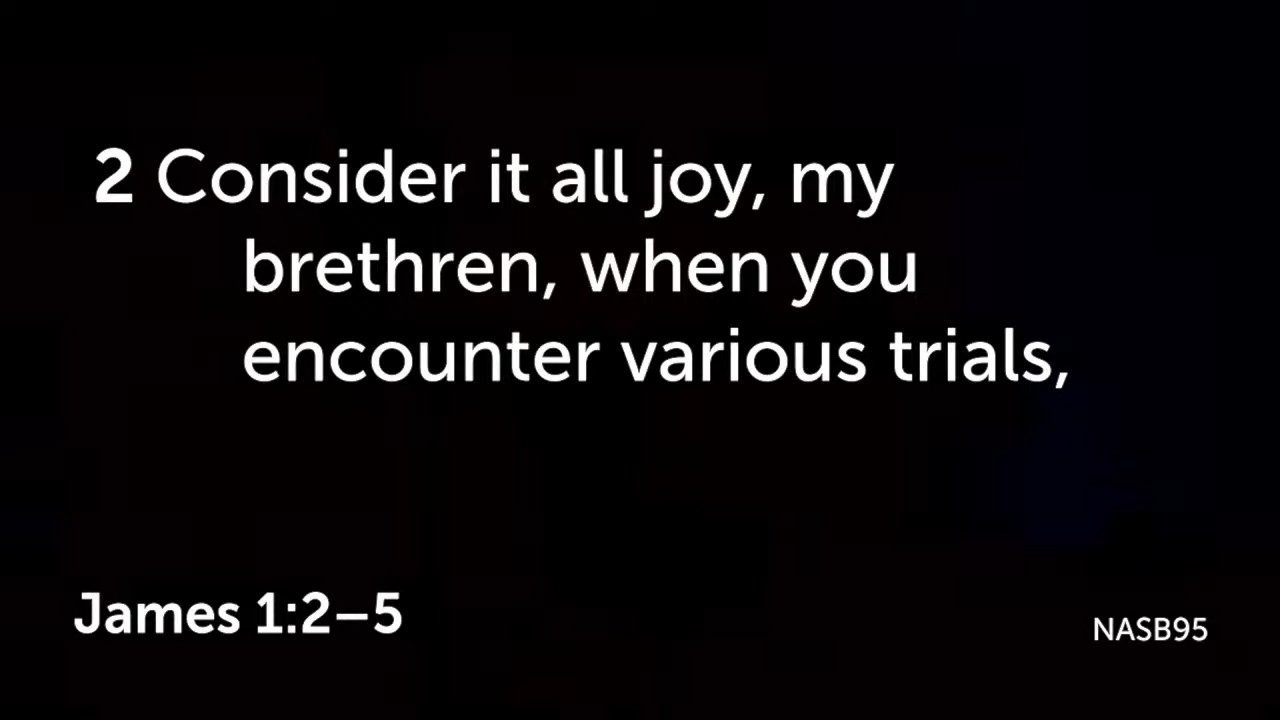 2 Consider it all joy, my
brethren, when you
encounter various trials,
James 1:2–5
NASB95